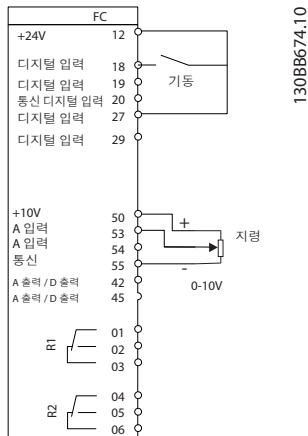 FC
+24V 12
디지털 입력 18
디지털 입력 19
통신 디지털 입력 20
디지털 입력 27
디지털 입력 29
기동
+10V 50
A 입력 53
A 입력 54
통신 55
A 출력 / D 출력 42
A 출력 / D 출력 45
+
-
지령
0-10V
R1
01
02
03
R2
04
05
06
130BB674.10